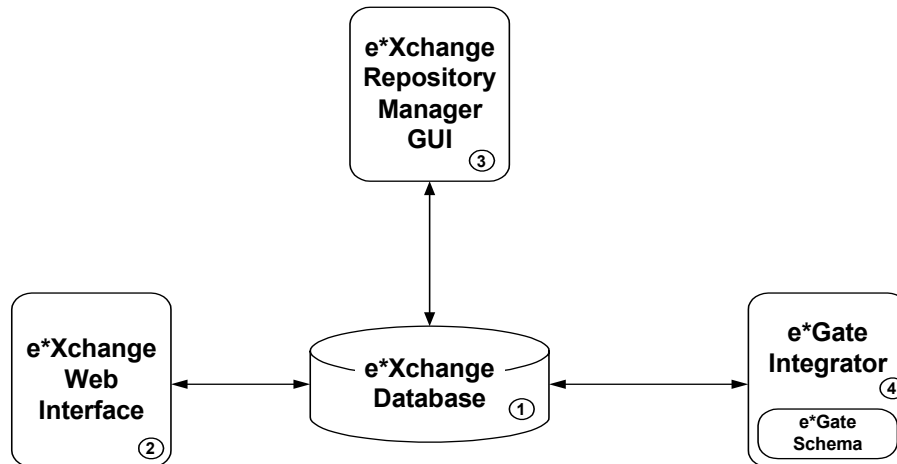 e*Xchange
Repository
Manager
GUI
3
e*Xchange
Web
Interface
2
e*Xchange
Database
1
e*Gate
Integrator
4
e*Gate
Schema